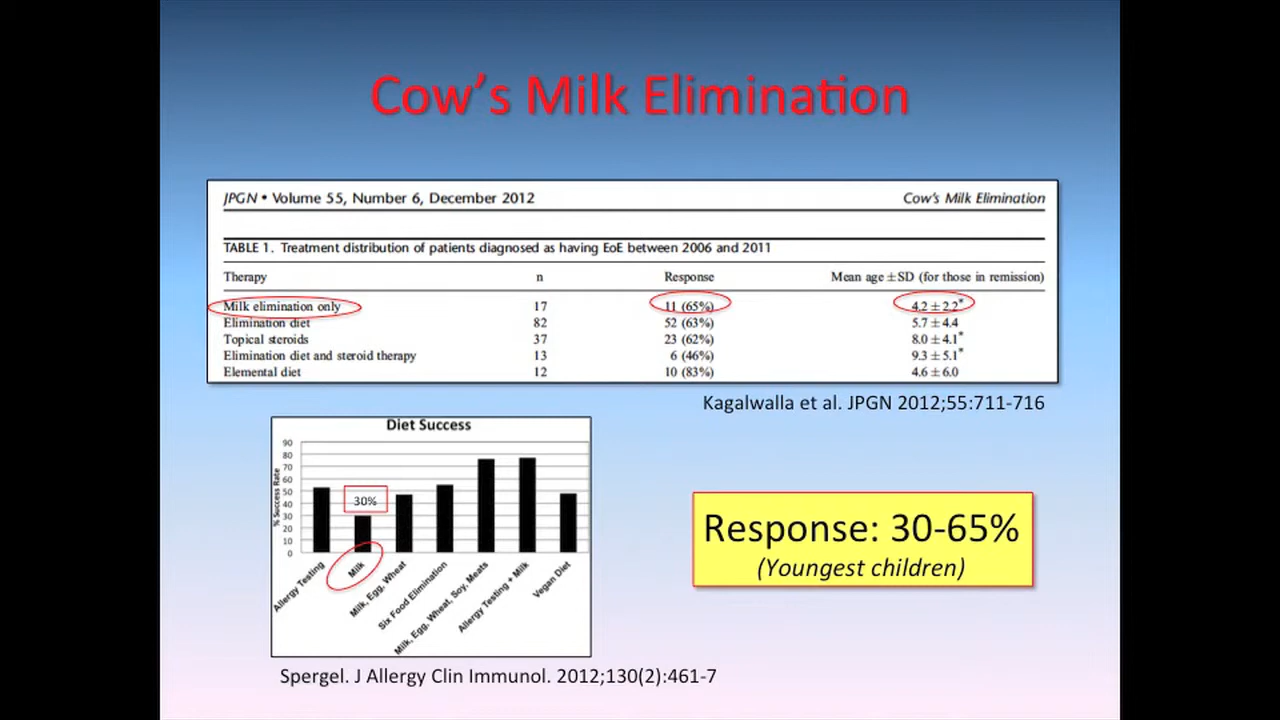 Cow's Milk Elimination
JPGN • Volume 55, Number 6, December 2012 Cow's Milk Elimination
TABLE 1. Treatment distribution of patients diagnosed as having EoE between 2006 and 2011
Therapy n Response Mean age ±SD (for those in remission)
Milk elimination only 17 11 (65%) 4.2 ± 2.2*
Elimination diet 82 52 (63%) 5.7 ± 4.4
Topical steroids 37 23 (62%) 8.0 ± 4.1*
Elimination diet and steroid therapy 13 6 (46%) 9.3 ± 5.1*
Elemental diet 12 10 (83%) 4.6 ± 6.0
Kagalwalla et al. JPGN 2012;55:711-716
Diet Success
% Success Rate
90
80
70
60
50
40
30
20
10
0
30%
Allergy Testing
Milk
Milk, Egg, Wheat
Six Food Elimination
Milk, Egg, Wheat, Soy, Meats
Allergy Testing + Milk
Vegan Diet
Response: 30-65%
(Youngest children)
Spergel. J Allergy Clin Immunol. 2012;130(2):461-7